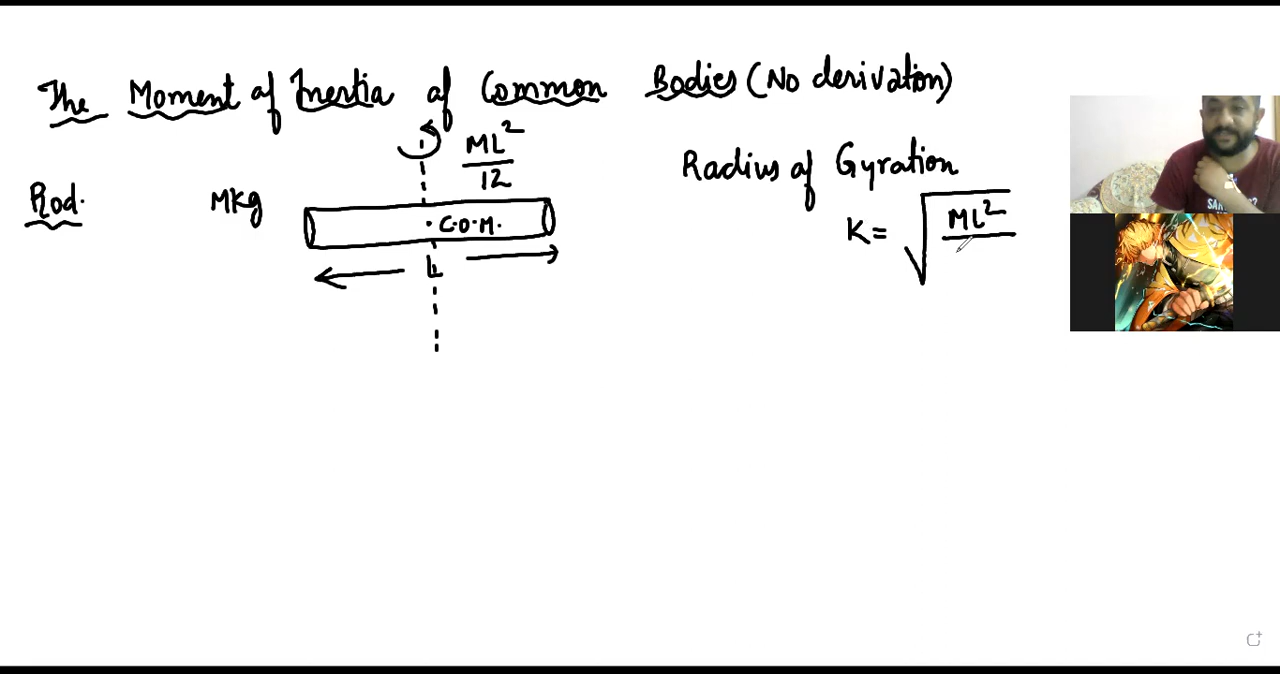 The Moment of Inertia of Common Bodies (No derivation)
ML²
12
Radius of Gyration
Rod.
MKg
C.O.M.
L
K = √ ML²